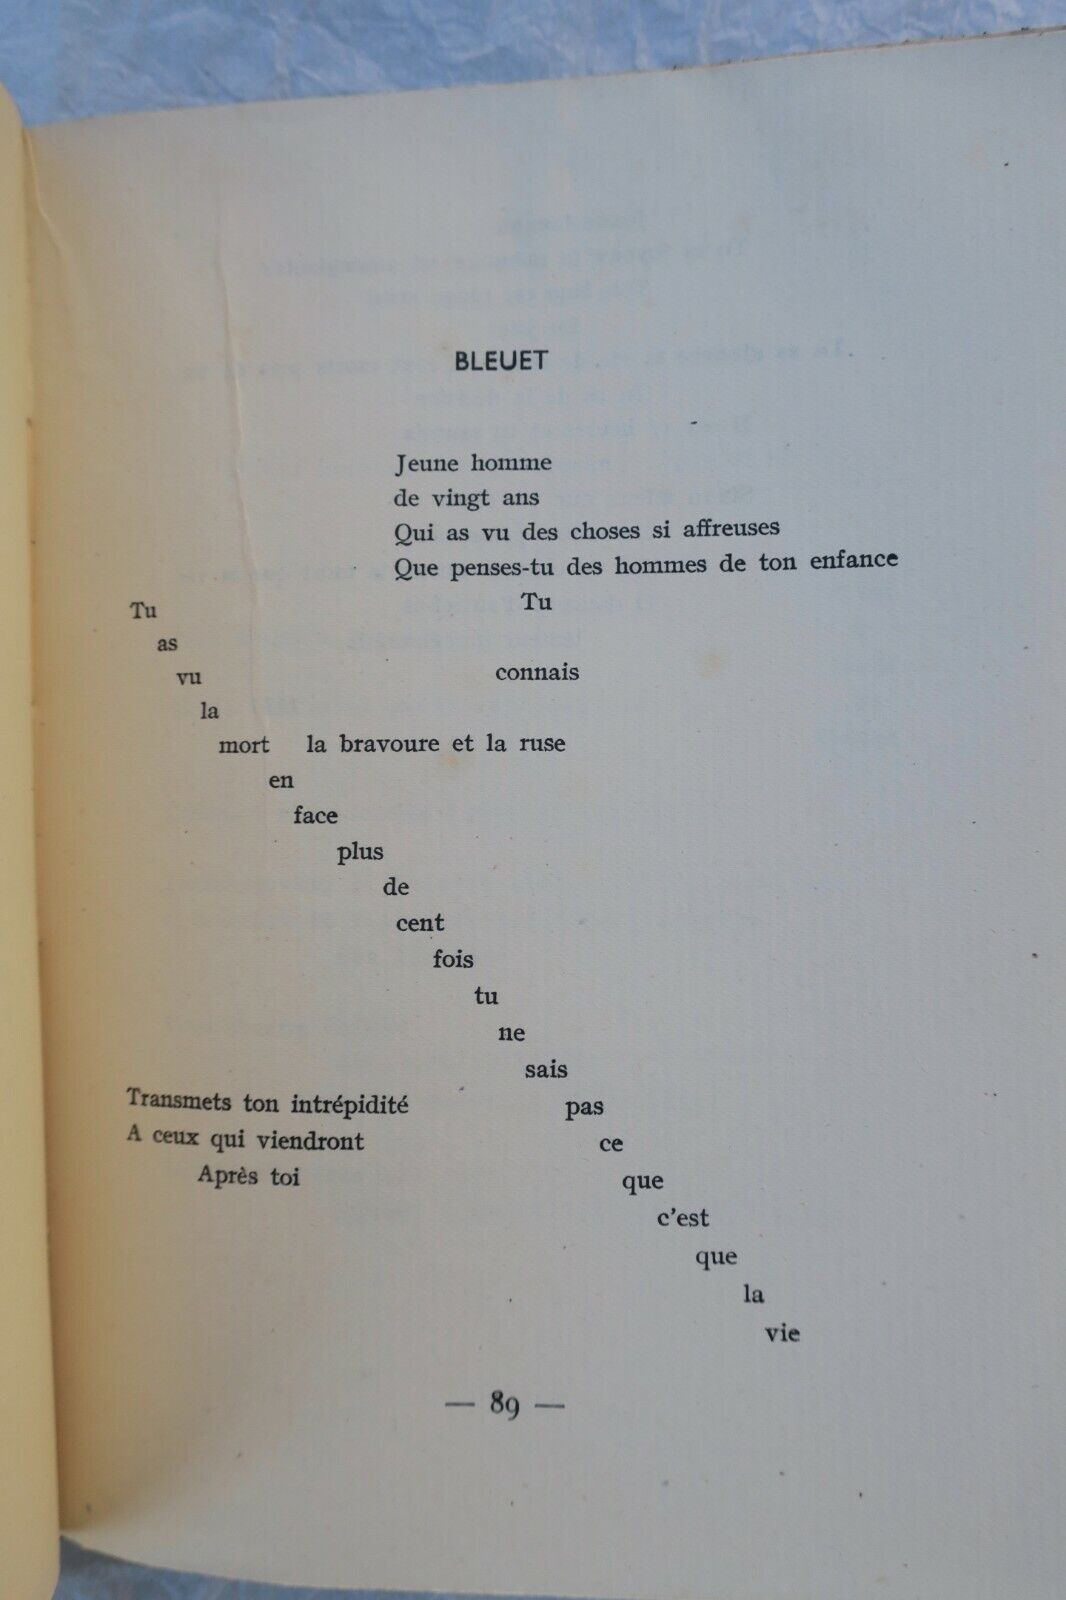 BLEUET
Jeune homme
de vingt ans
Qui as vu des choses si affreuses
Que penses-tu des hommes de ton enfance
Tu Tu
as
vu connais
la
mort la bravoure et la ruse
en
face
plus
de
cent
fois
tu
ne
sais
Transmets ton intrépidité pas
A ceux qui viendront ce
Après toi que
c'est
que
la
vie
— 89 —